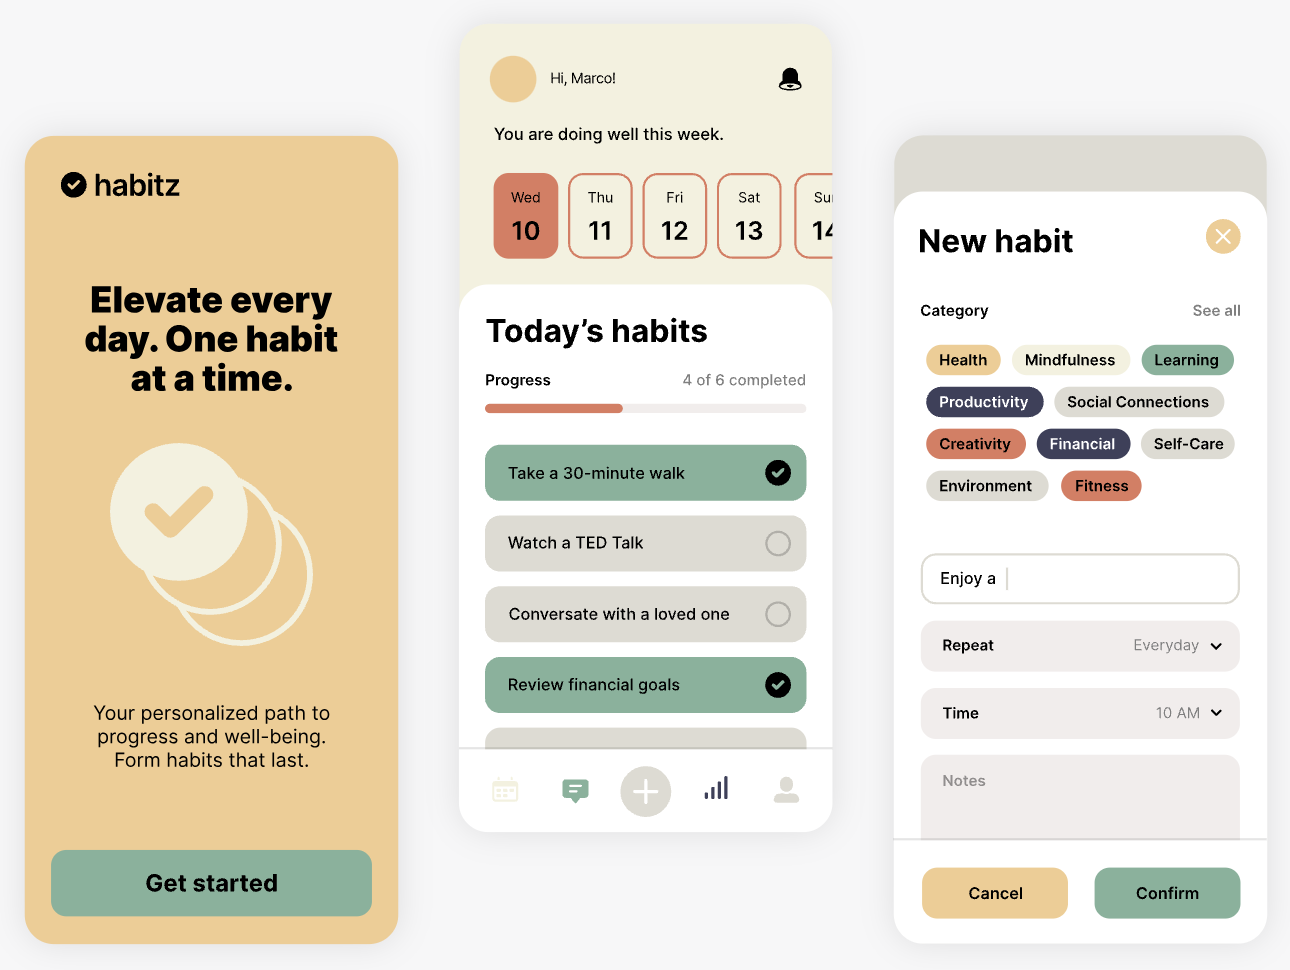 habitz
Elevate every
day. One habit
at a time.
Your personalized path to
progress and well-being.
Form habits that last.
Get started
Hi, Marco!
You are doing well this week.
Wed Thu Fri Sat Sun
10 11 12 13 14
Today’s habits
Progress 4 of 6 completed
Take a 30-minute walk
Watch a TED Talk
Conversate with a loved one
Review financial goals
New habit
Category See all
Health Mindfulness Learning
Productivity Social Connections
Creativity Financial Self-Care
Environment Fitness
Enjoy a
Repeat Everyday
Time 10 AM
Notes
Cancel Confirm